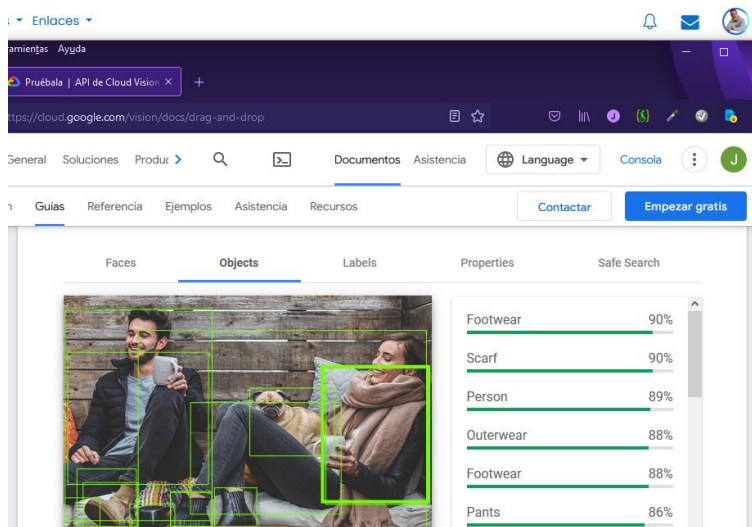 Enlaces
ramientas Ayuda
Pruébala | API de Cloud Vision
ttps://cloud.google.com/vision/docs/drag-and-drop
General Soluciones Produc Documentos Asistencia Language Consola J
n Guías Referencia Ejemplos Asistencia Recursos Contactar Empezar gratis
Faces Objects Labels Properties Safe Search
Footwear 90%
Scarf 90%
Person 89%
Outerwear 88%
Footwear 88%
Pants 86%